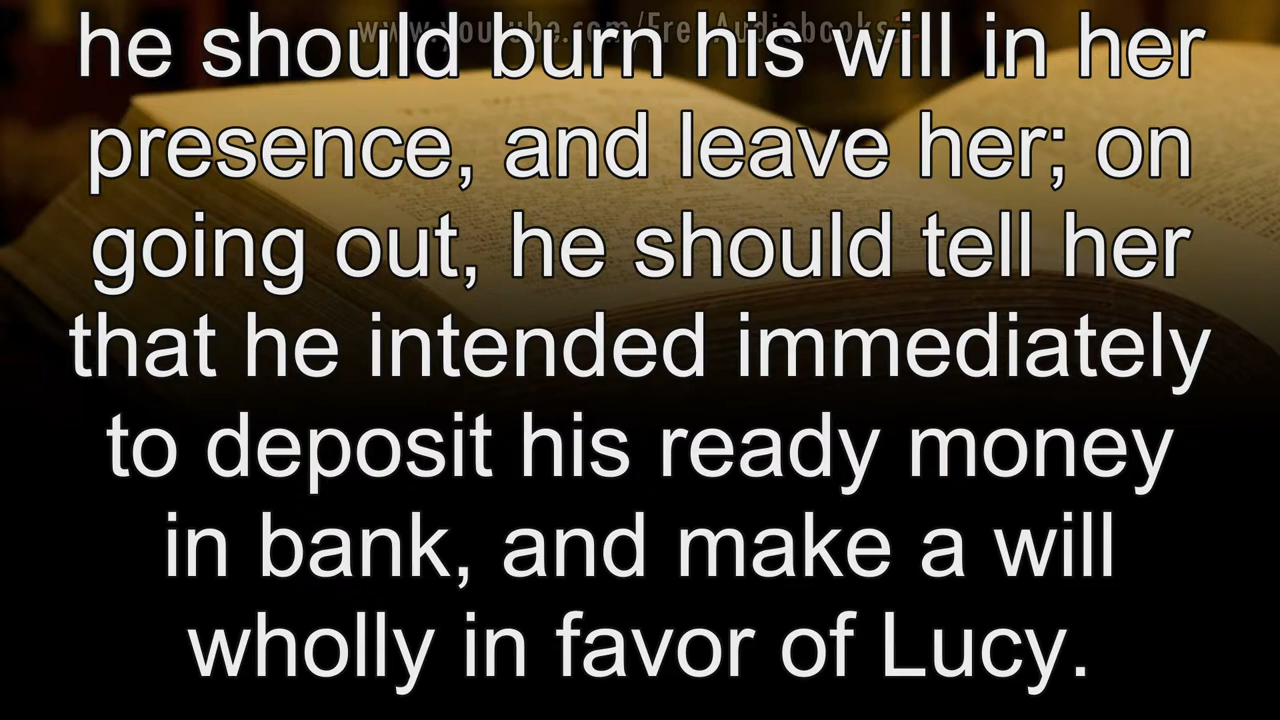 www.youtube.com/FreeAudiobooks
he should burn his will in her
presence, and leave her; on
going out, he should tell her
that he intended immediately
to deposit his ready money
in bank, and make a will
wholly in favor of Lucy.